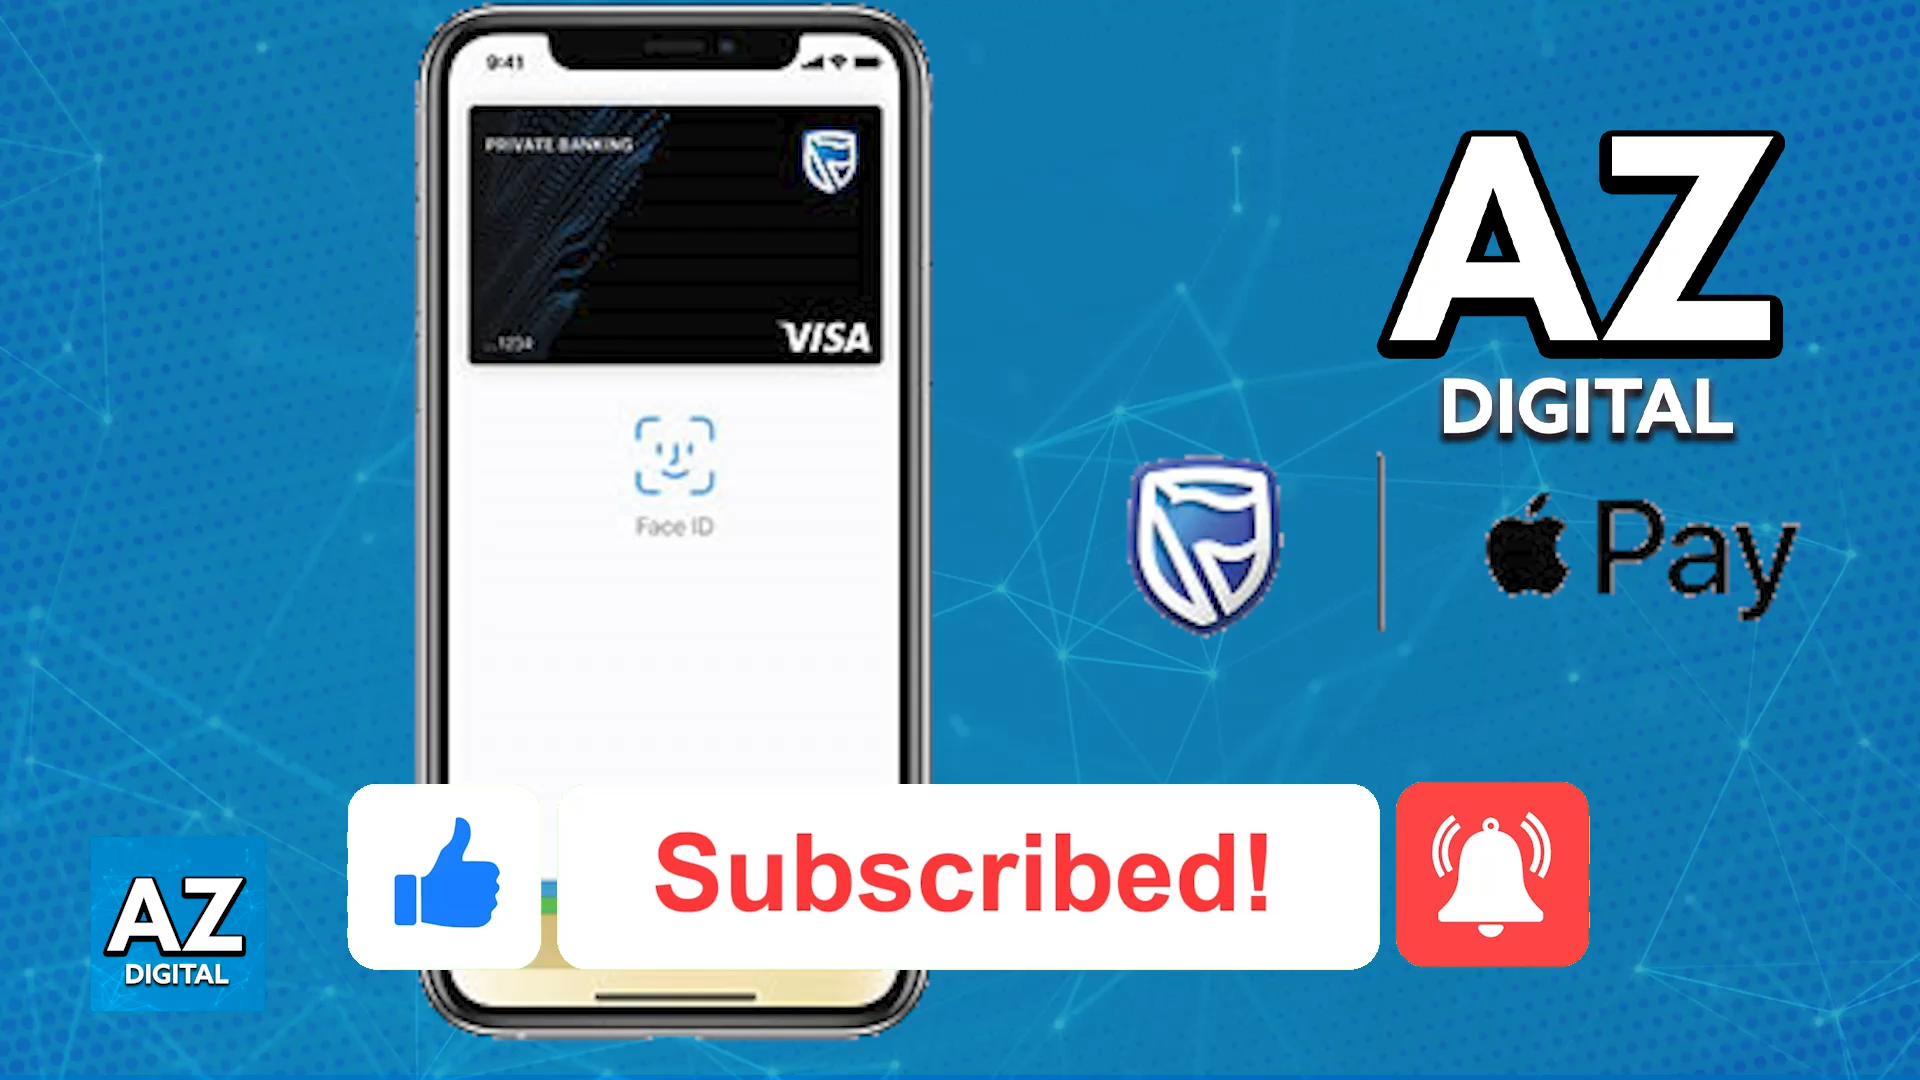 9:41
PRIVATE BANKING
1234
VISA
Face ID
AZ
DIGITAL
Pay
Subscribed!
AZ
DIGITAL